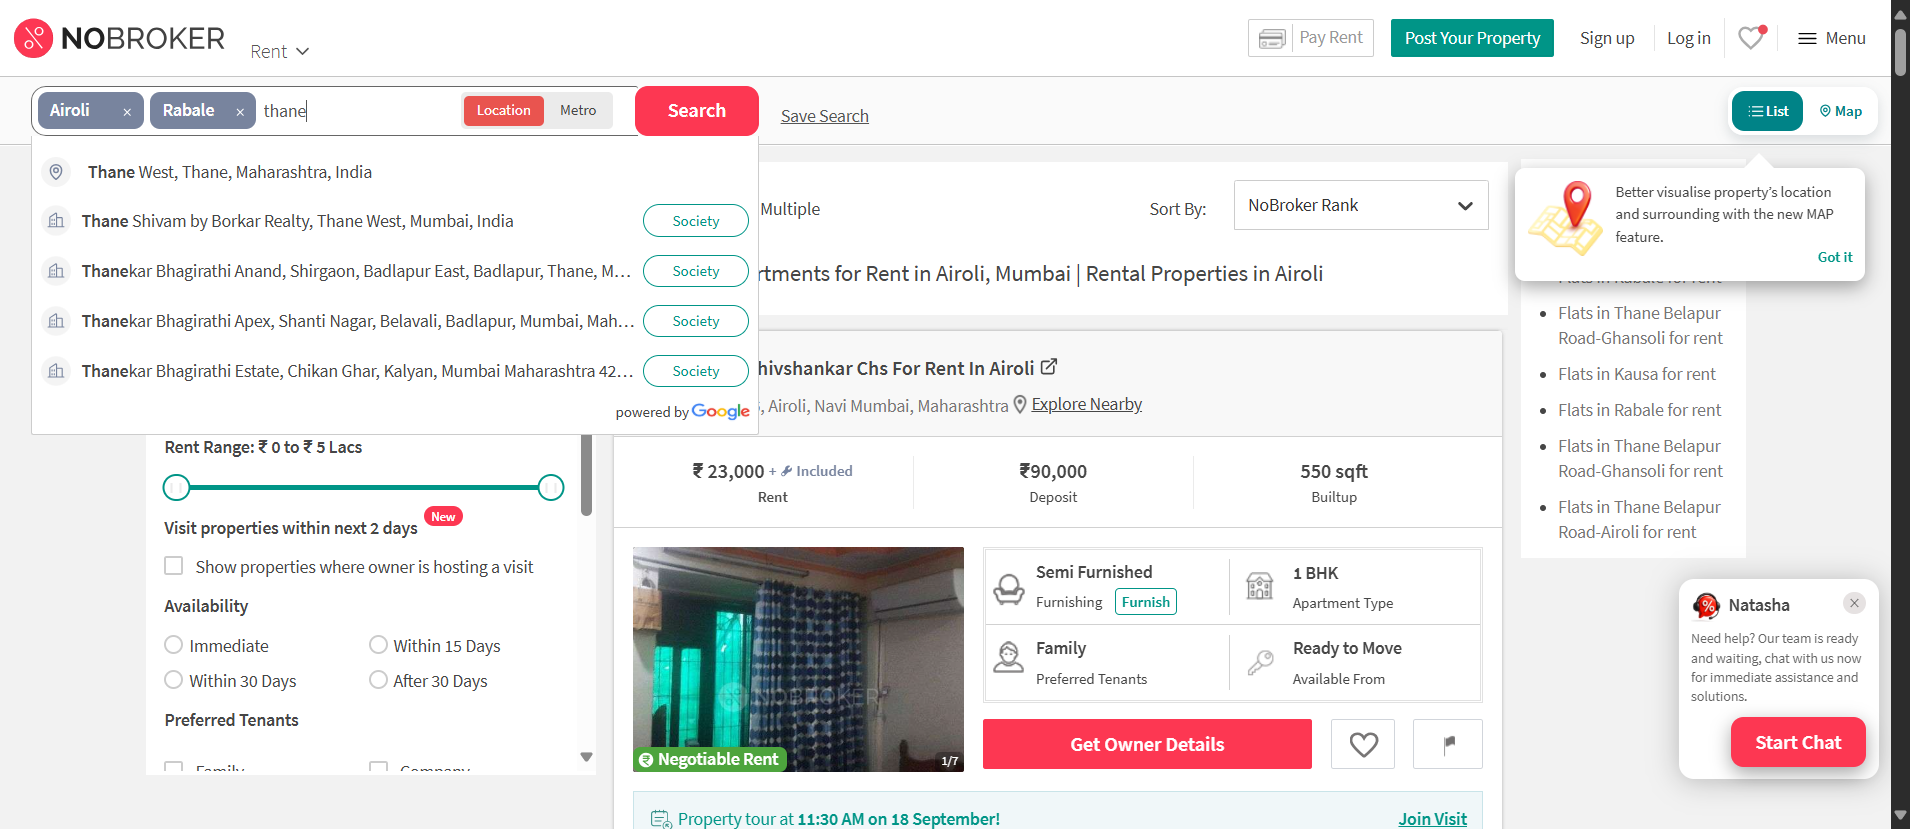 NOBROKER
Rent
Pay Rent
Post Your Property
Sign up
Log in
Menu
Airoli ×
Rabale ×
thane
Location
Metro
Search
Save Search
List
Map
Thane West, Thane, Maharashtra, India
Thane Shivam by Borkar Realty, Thane West, Mumbai, India
Society
Thanekar Bhagirathi Anand, Shirgaon, Badlapur East, Badlapur, Thane, M...
Society
Thanekar Bhagirathi Apex, Shanti Nagar, Belavali, Badlapur, Mumbai, Mah...
Society
Thanekar Bhagirathi Estate, Chikan Ghar, Kalyan, Mumbai Maharashtra 42...
Society
powered by Google
Multiple
Sort By:
NoBroker Rank
rtments for Rent in Airoli, Mumbai | Rental Properties in Airoli
Better visualise property's location
and surrounding with the new MAP
feature.
Got it
Flats in Rabale for rent
Flats in Thane Belapur
Road-Ghansoli for rent
Flats in Kausa for rent
Flats in Rabale for rent
Flats in Thane Belapur
Road-Ghansoli for rent
Flats in Thane Belapur
Road-Airoli for rent
Rent Range: ₹ 0 to ₹ 5 Lacs
Visit properties within next 2 days
New
Show properties where owner is hosting a visit
Availability
Immediate
Within 15 Days
Within 30 Days
After 30 Days
Preferred Tenants
Family
Company
hivshankar Chs For Rent In Airoli
, Airoli, Navi Mumbai, Maharashtra
Explore Nearby
₹ 23,000 + Included
Rent
₹90,000
Deposit
550 sqft
Builtup
NOBROKER
Negotiable Rent
1/7
Semi Furnished
Furnishing
Furnish
1 BHK
Apartment Type
Family
Preferred Tenants
Ready to Move
Available From
Get Owner Details
Property tour at 11:30 AM on 18 September!
Join Visit
Natasha
Need help? Our team is ready
and waiting, chat with us now
for immediate assistance and
solutions.
Start Chat